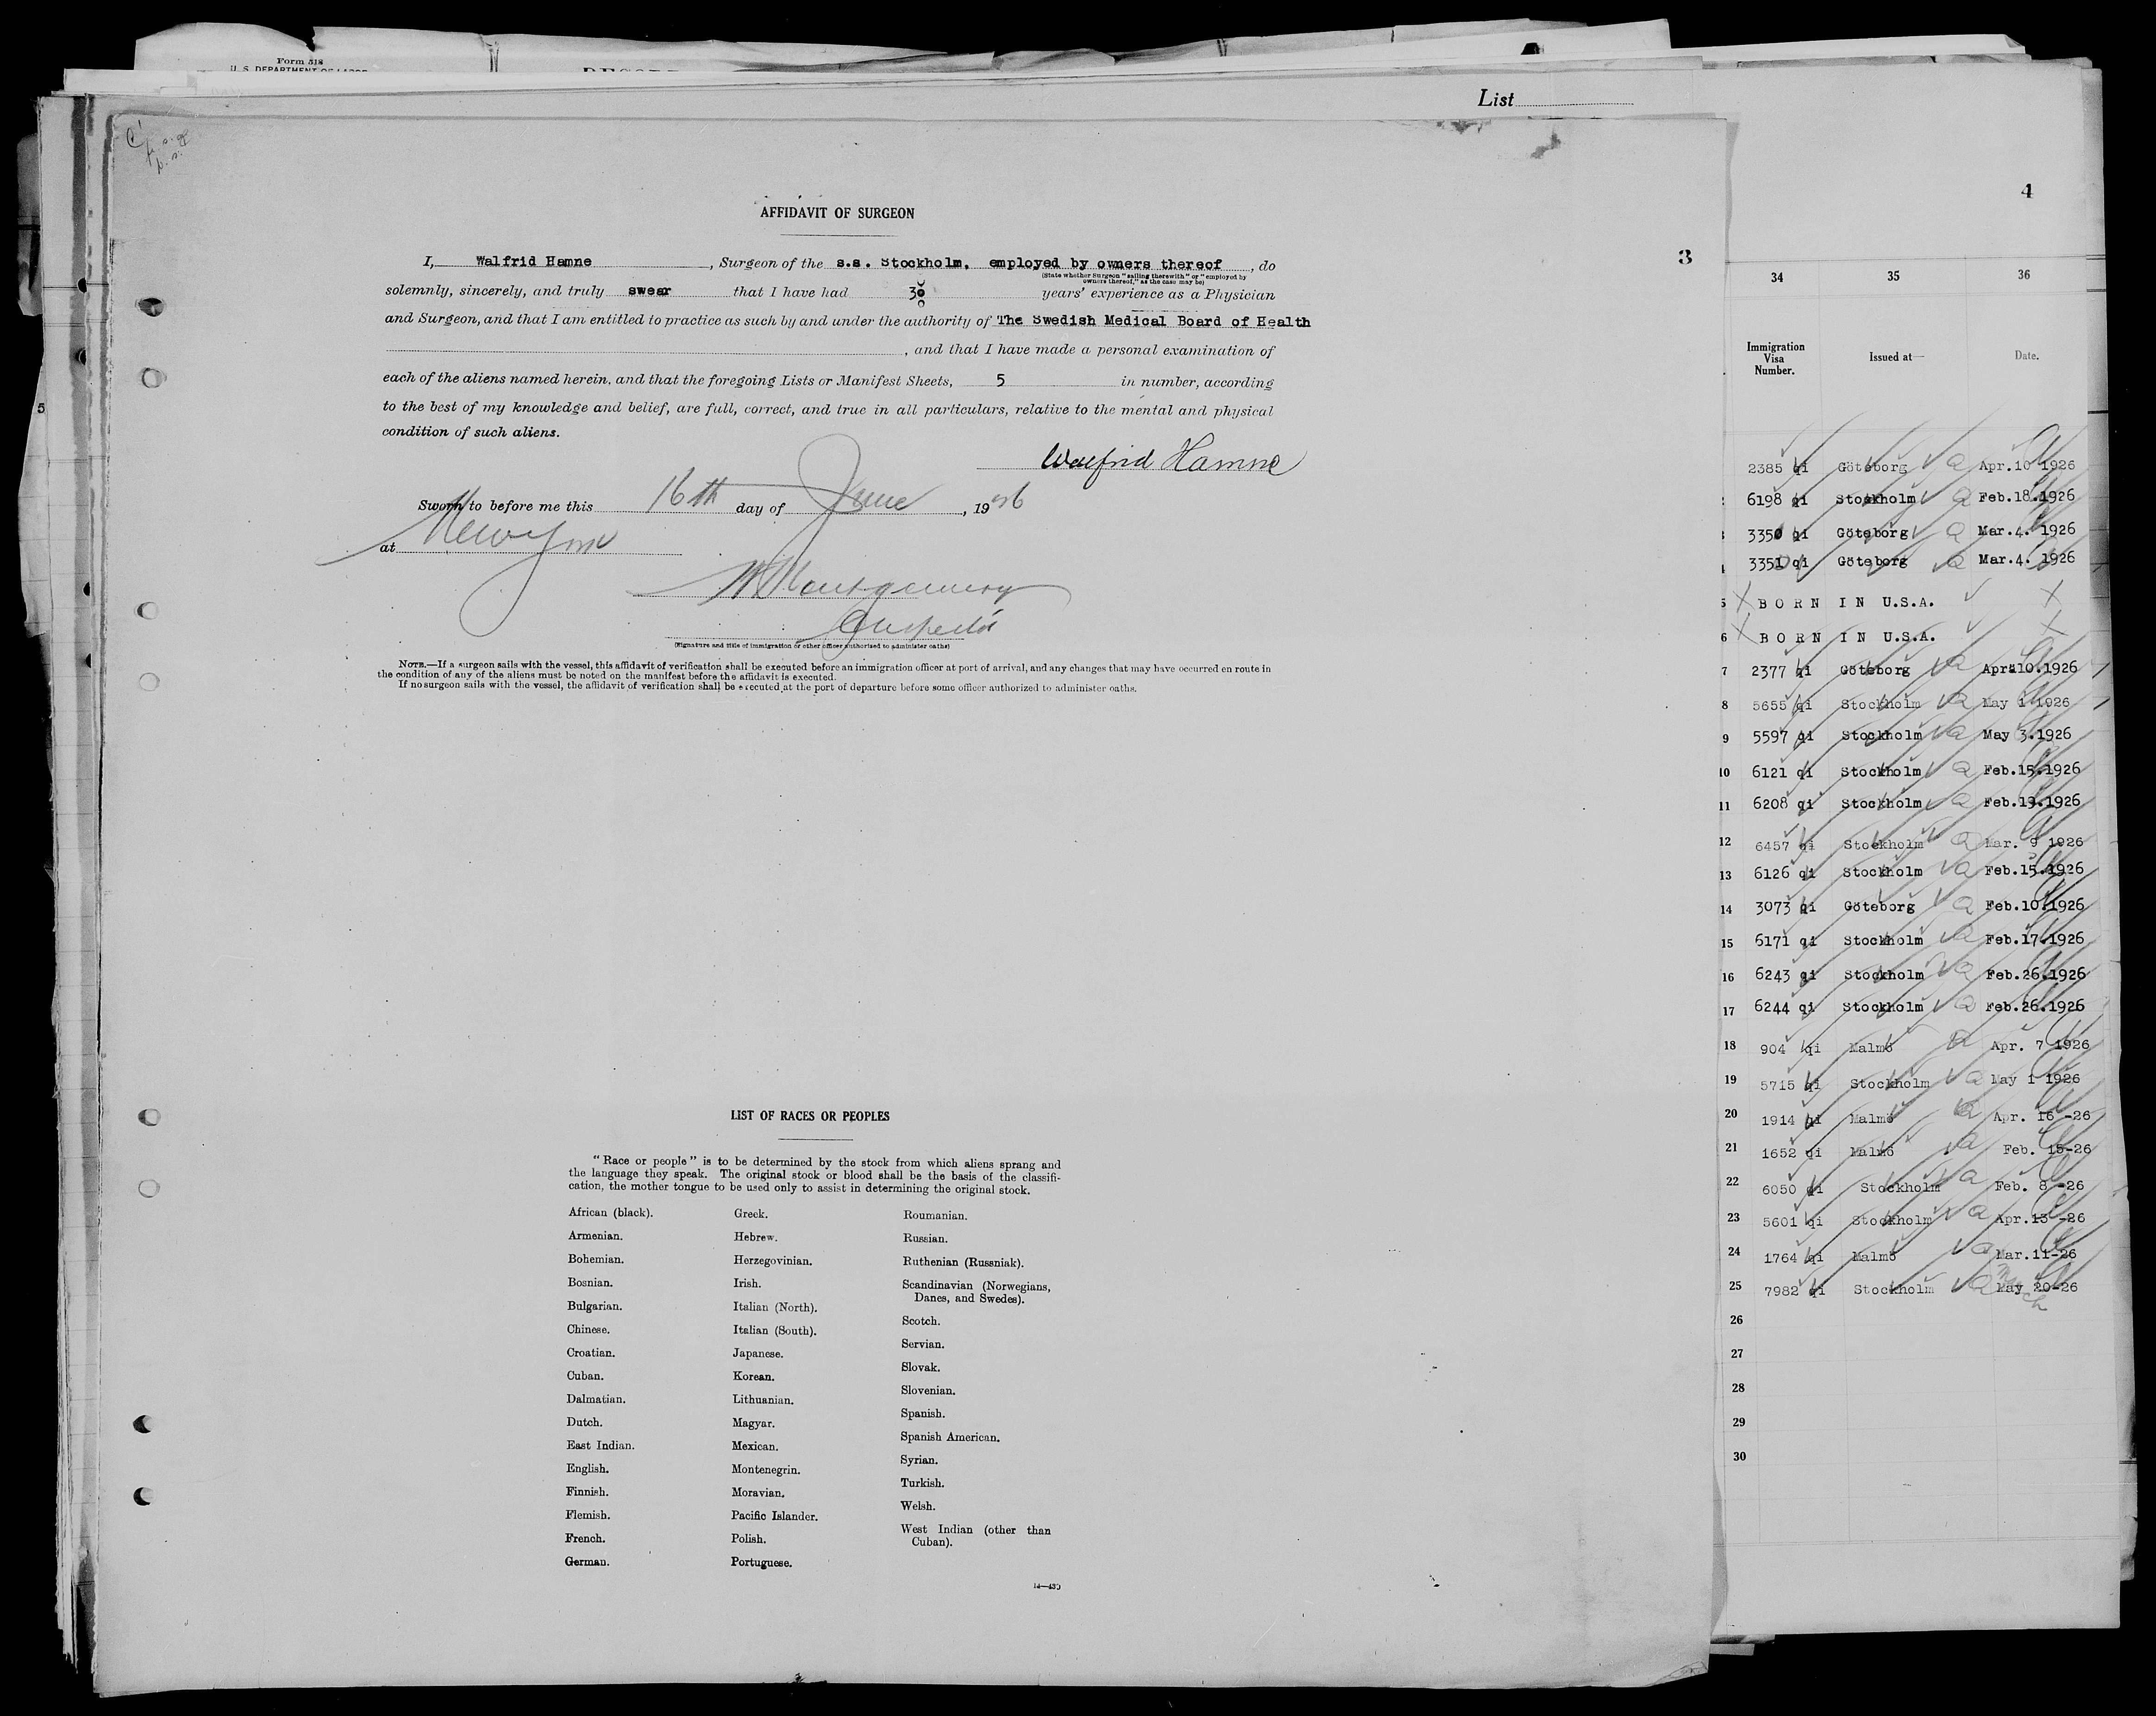 Form 518
U. S. DEPARTMENT OF LABOR
List
4
3
AFFIDAVIT OF SURGEON
I, Walfrid Hamne, Surgeon of the s.s. Stockholm, employed by owners thereof, do
(State whether Surgeon "sailing therewith" or "employed by
owners thereof," as the case may be)
solemnly, sincerely, and truly swear that I have had 30 years' experience as a Physician
and Surgeon, and that I am entitled to practice as such by and under the authority of The Swedish Medical Board of Health
, and that I have made a personal examination of
each of the aliens named herein, and that the foregoing Lists or Manifest Sheets, 5 in number, according
to the best of my knowledge and belief, are full, correct, and true in all particulars, relative to the mental and physical
condition of such aliens.
Walfrid Hamne
Sworn to before me this 16th day of June, 1926
at New York
Montgomery
Inspector
(Signature and title of immigration or other officer authorized to administer oaths)
NOTE.—If a surgeon sails with the vessel, this affidavit of verification shall be executed before an immigration officer at port of arrival, and any changes that may have occurred en route in
the condition of any of the aliens must be noted on the manifest before the affidavit is executed.
If no surgeon sails with the vessel, the affidavit of verification shall be executed at the port of departure before some officer authorized to administer oaths.
LIST OF RACES OR PEOPLES
"Race or people" is to be determined by the stock from which aliens sprang and
the language they speak. The original stock or blood shall be the basis of the classifi-
cation, the mother tongue to be used only to assist in determining the original stock.
African (black).
Armenian.
Bohemian.
Bosnian.
Bulgarian.
Chinese.
Croatian.
Cuban.
Dalmatian.
Dutch.
East Indian.
English.
Finnish.
Flemish.
French.
German.
Greek.
Hebrew.
Herzegovinian.
Irish.
Italian (North).
Italian (South).
Japanese.
Korean.
Lithuanian.
Magyar.
Mexican.
Montenegrin.
Moravian.
Pacific Islander.
Polish.
Portuguese.
Roumanian.
Russian.
Ruthenian (Russniak).
Scandinavian (Norwegians,
Danes, and Swedes).
Scotch.
Servian.
Slovak.
Slovenian.
Spanish.
Spanish American.
Syrian.
Turkish.
Welsh.
West Indian (other than
Cuban).
14—430
34 35 36
Immigration
Visa
Number.
Issued at—
Date.
2385 qi Göteborg Apr.10 1926
6198 qi Stockholm Feb.18.1926
3350 qi Göteborg Mar.4. 1926
3351 qi Göteborg Mar.4. 1926
5 BORN IN U.S.A.
6 BORN IN U.S.A.
7 2377 qi Göteborg Apräl0.1926
8 5655 qi Stockholm May 1 1926
9 5597 qi Stockholm May 3.1926
10 6121 qi Stockholm Feb.15.1926
11 6208 qi Stockholm Feb.19.1926
12 6457 qi Stockholm Mar. 9 1926
13 6126 qi Stockholm Feb.15.1926
14 3073 qi Göteborg Feb.10.1926
15 6171 qi Stockholm Feb.17.1926
16 6243 qi Stockholm Feb.26.1926
17 6244 qi Stockholm Feb.26.1926
18 904 qi Malmö Apr. 7 1926
19 5715 qi Stockholm May 1 1926
20 1914 qi Malmö Apr. 16 -26
21 1652 qi Malmö Feb. 15-26
22 6050 qi Stockholm Feb. 8 -26
23 5601 qi Stockholm Apr.13 -26
24 1764 qi Malmö Mar.11-26
25 7982 qi Stockholm May 20-26
March
26
27
28
29
30
5